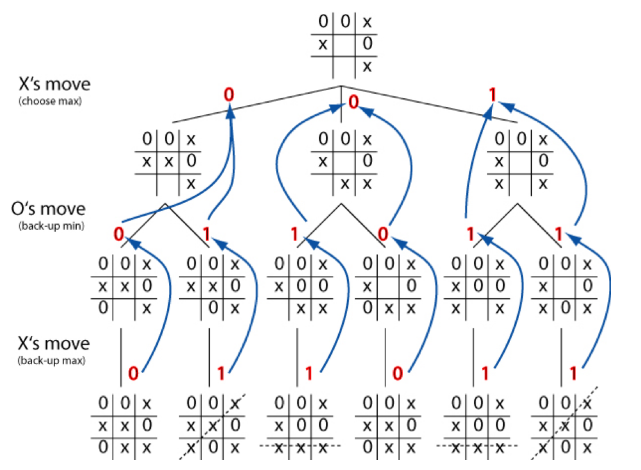 0 0 x
x 0
x
X's move
(choose max)
0 0 1
0 0 x 0 0 x 0 0 x
x x 0 x 0 x 0
x x x x x
O's move
(back-up min)
0 1 1 0 1 1
0 0 x 0 0 x 0 0 x 0 0 x 0 0 x 0 0 x
x x 0 x x 0 x 0 0 x 0 x 0 0 x 0
0 x 0 x x x 0 x x x x x 0 x
X's move
(back-up max)
0 1 1 0 1 1
0 0 x 0 0 x 0 0 x 0 0 x 0 0 x 0 0 x
x x 0 x x 0 x 0 0 x x 0 x 0 0 x x 0
0 x x x 0 x x x x 0 x x x x x x 0 x